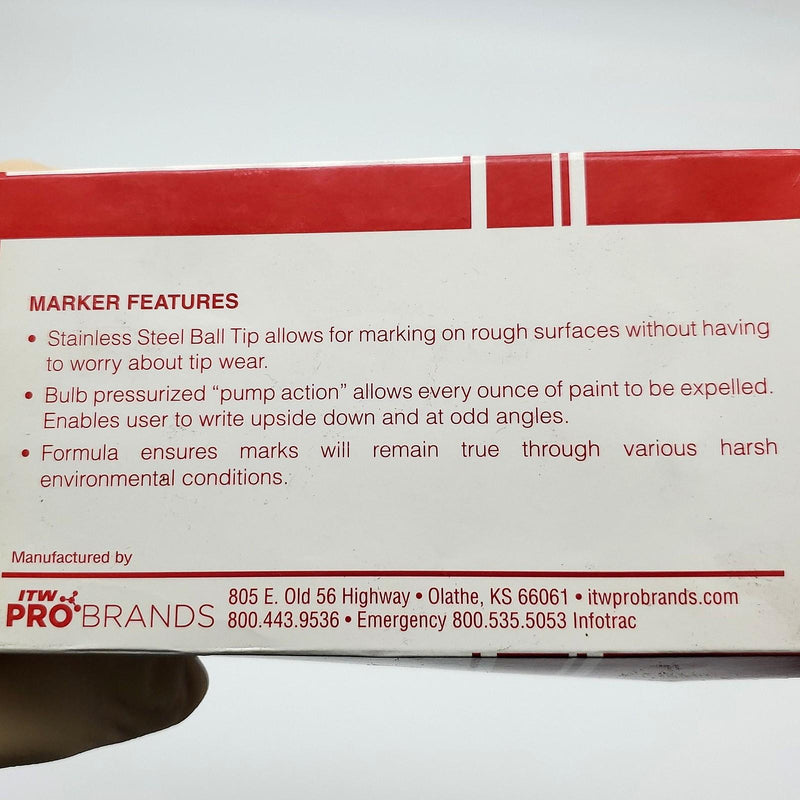 MARKER FEATURES
• Stainless Steel Ball Tip allows for marking on rough surfaces without having
to worry about tip wear.
• Bulb pressurized “pump action” allows every ounce of paint to be expelled.
Enables user to write upside down and at odd angles.
• Formula ensures marks will remain true through various harsh
environmental conditions.
Manufactured by
ITW
PRO BRANDS
805 E. Old 56 Highway • Olathe, KS 66061 • itwprobrands.com
800.443.9536 • Emergency 800.535.5053 Infotrac